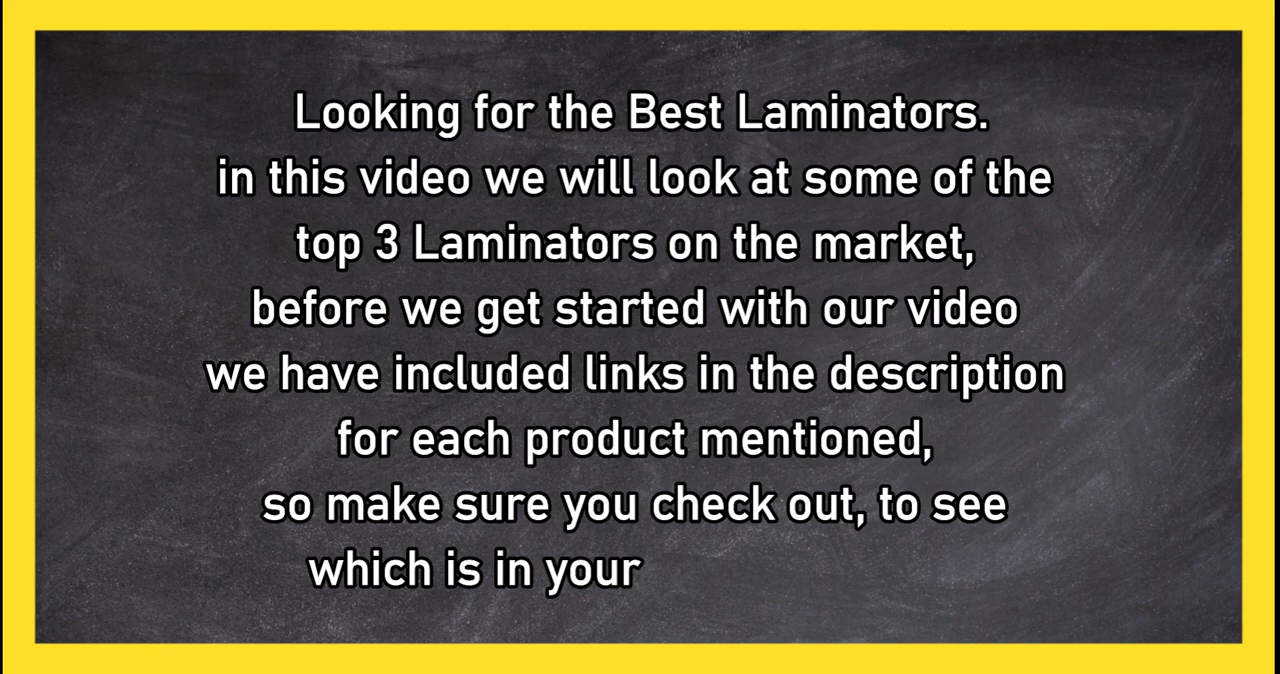 Looking for the Best Laminators.
in this video we will look at some of the
top 3 Laminators on the market,
before we get started with our video
we have included links in the description
for each product mentioned,
so make sure you check out, to see
which is in your